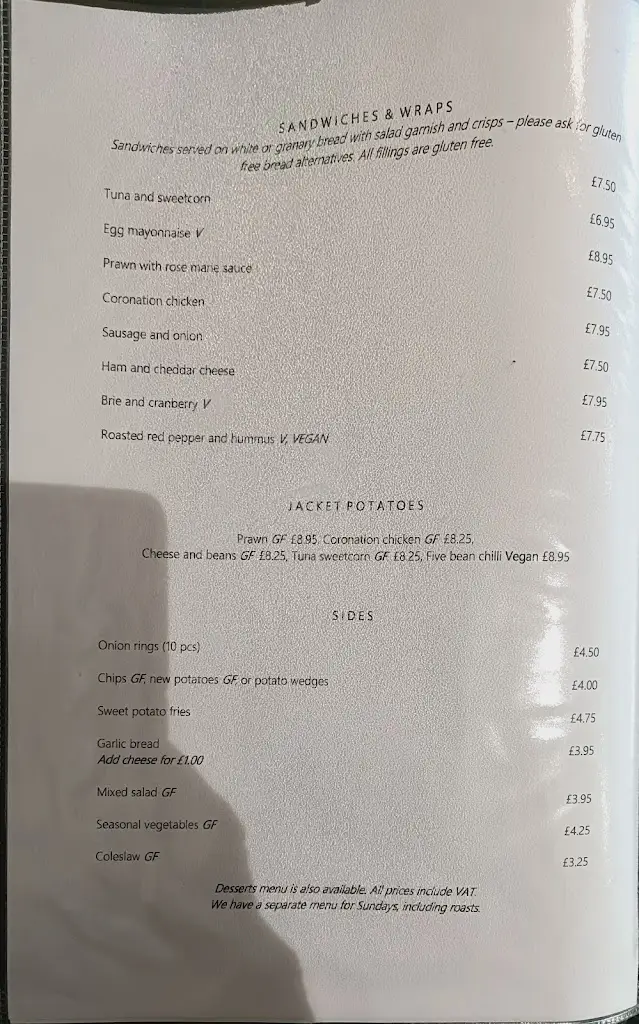 SANDWICHES & WRAPS
Sandwiches served on white or granary bread with salad garnish and crisps – please ask for gluten
free bread alternatives. All fillings are gluten free.
Tuna and sweetcorn £7.50
Egg mayonnaise V £6.95
Prawn with rose marie sauce £8.95
Coronation chicken £7.50
Sausage and onion £7.95
Ham and cheddar cheese £7.50
Brie and cranberry V £7.95
Roasted red pepper and hummus V, VEGAN £7.75
JACKET POTATOES
Prawn GF £8.95, Coronation chicken GF £8.25,
Cheese and beans GF £8.25, Tuna sweetcorn GF £8.25, Five bean chilli Vegan £8.95
SIDES
Onion rings (10 pcs) £4.50
Chips GF, new potatoes GF, or potato wedges £4.00
Sweet potato fries £4.75
Garlic bread £3.95
Add cheese for £1.00
Mixed salad GF £3.95
Seasonal vegetables GF £4.25
Coleslaw GF £3.25
Desserts menu is also available. All prices include VAT.
We have a separate menu for Sundays, including roasts.